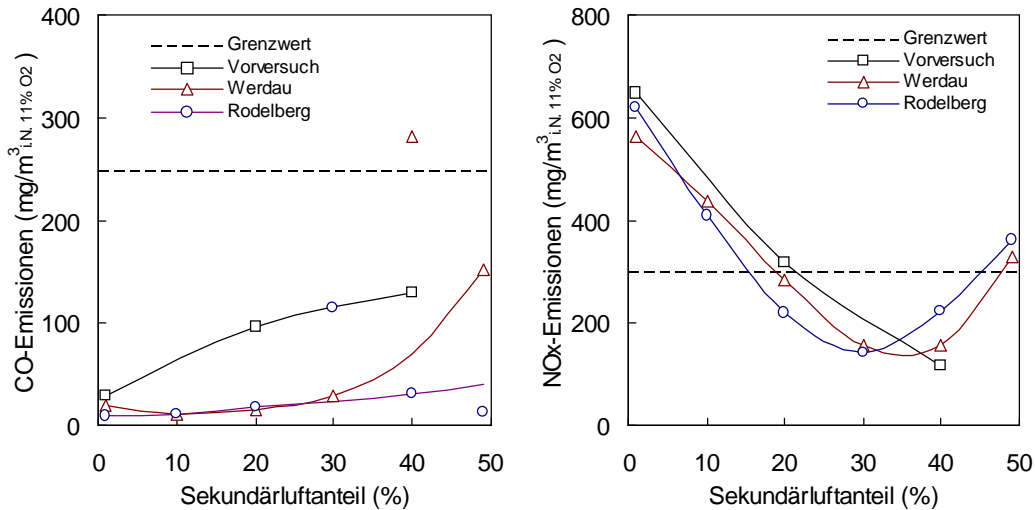 CO-Emissionen (mg/m³ i.N. 11% O2)
400
300
200
100
0
Grenzwert
Vorversuch
Werdau
Rodelberg
0 10 20 30 40 50
Sekundärluftanteil (%)
NOx-Emissionen (mg/m³ i.N. 11% O2)
800
600
400
200
0
Grenzwert
Vorversuch
Werdau
Rodelberg
0 10 20 30 40 50
Sekundärluftanteil (%)